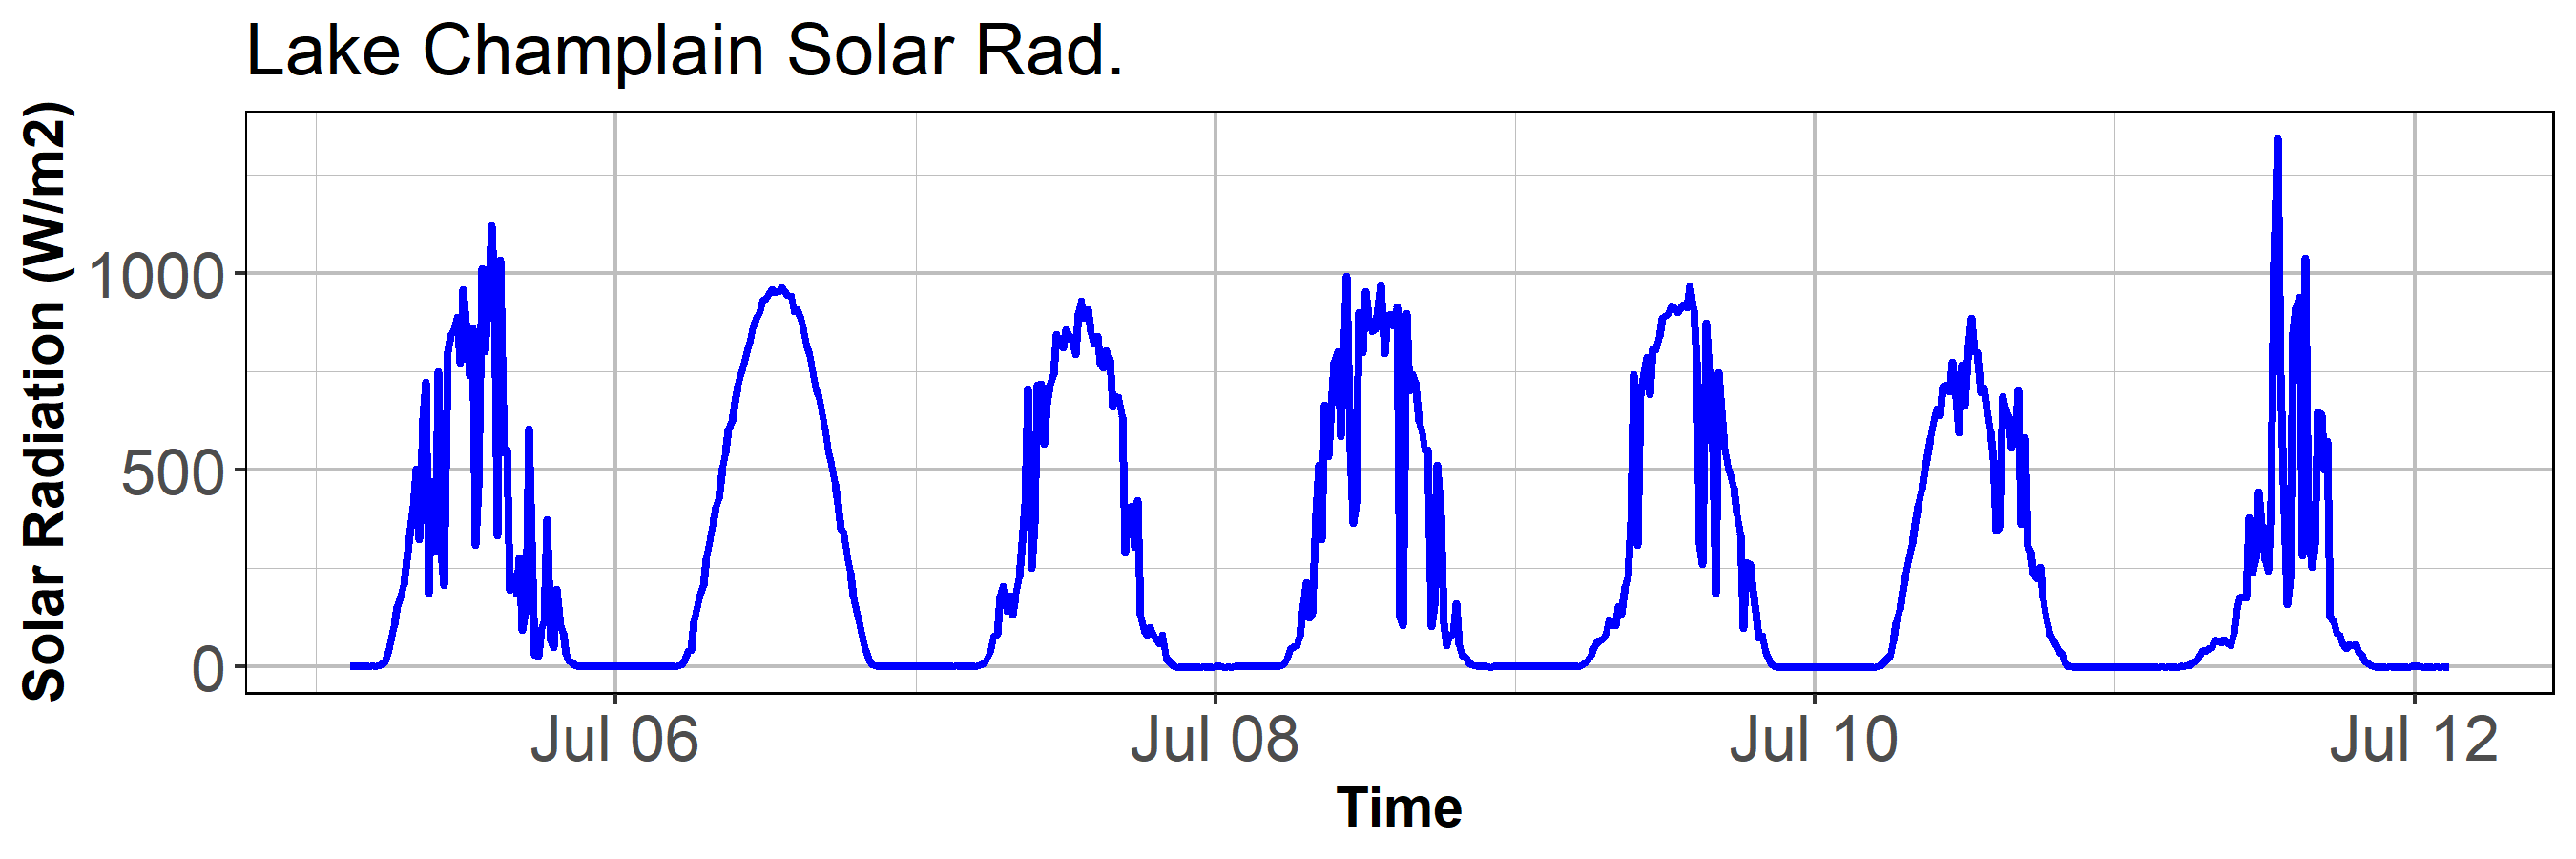 Lake Champlain Solar Rad.
Solar Radiation (W/m2)
1000
500
0
Jul 06 Jul 08 Jul 10 Jul 12
Time